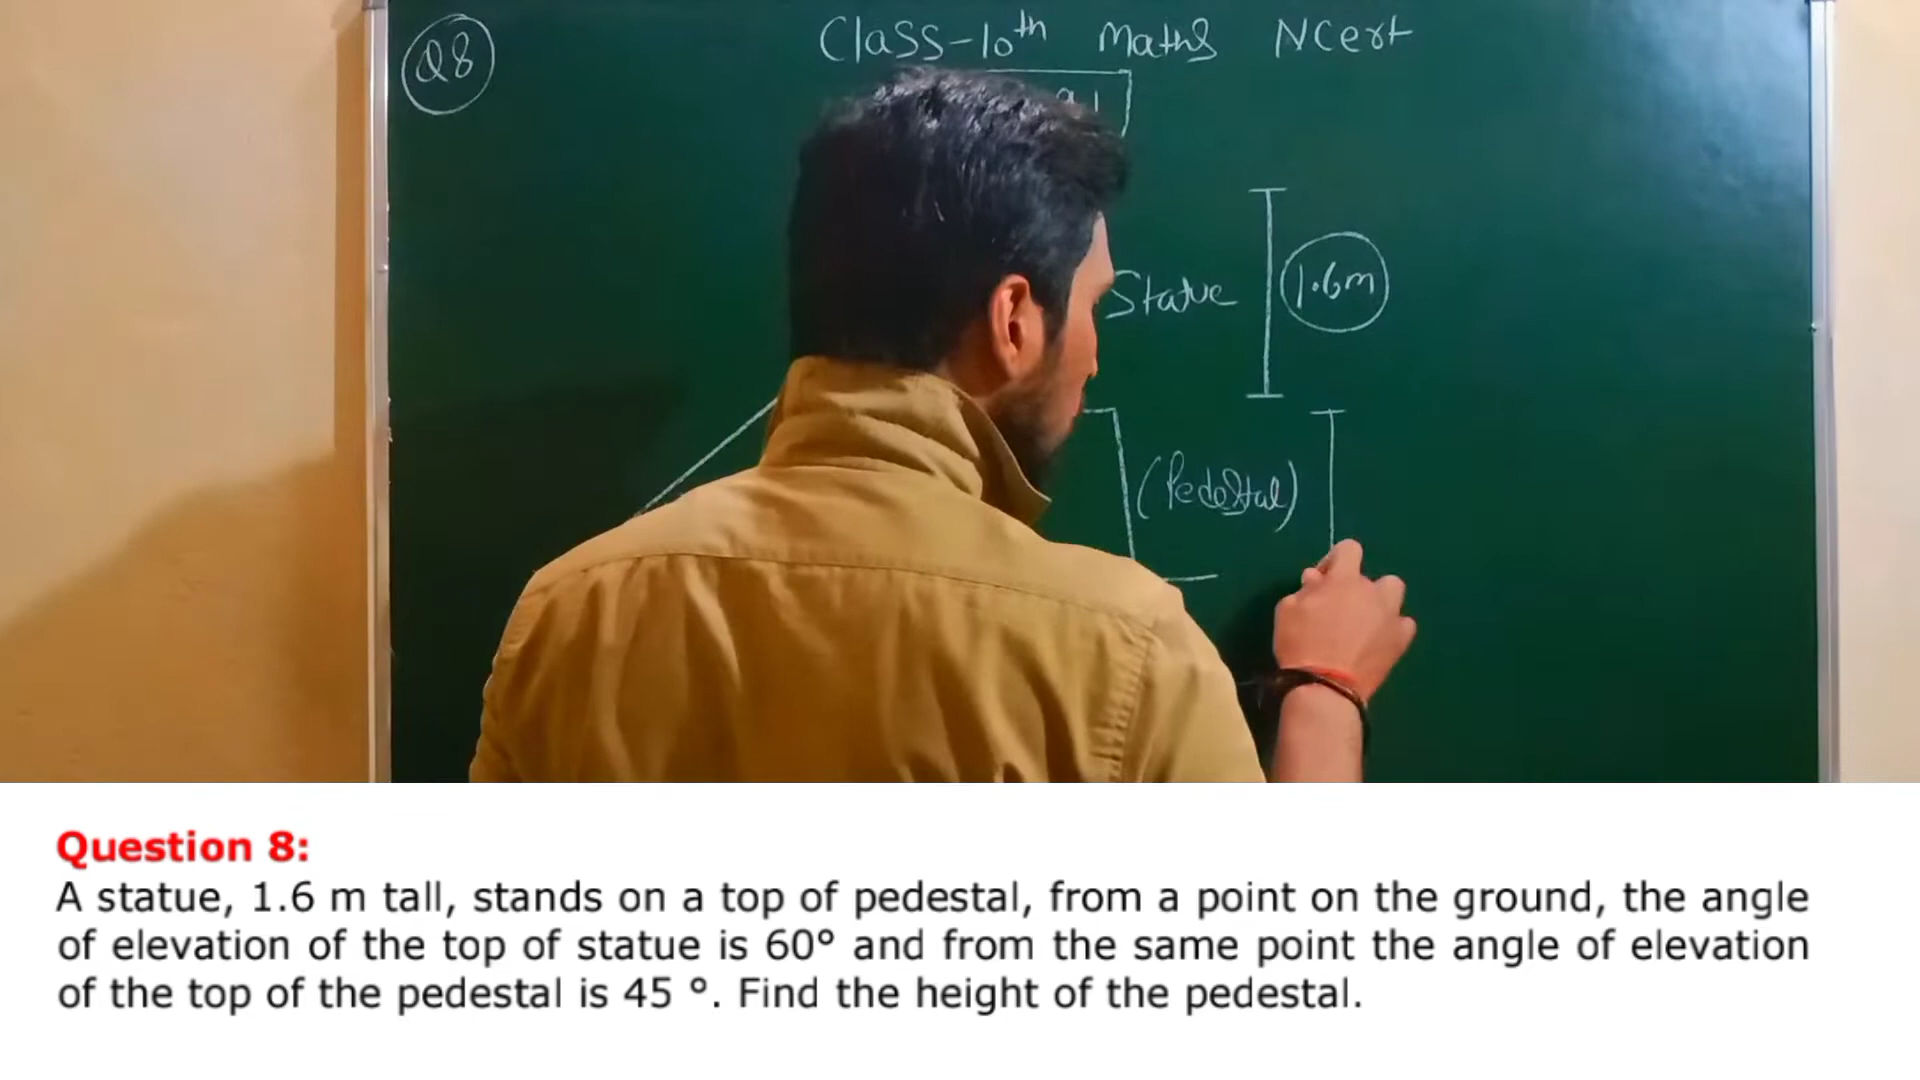 Q8
Class-10th Maths NCert
9.1
Statue
1.6m
(Pedestal)
Question 8:
A statue, 1.6 m tall, stands on a top of pedestal, from a point on the ground, the angle
of elevation of the top of statue is 60° and from the same point the angle of elevation
of the top of the pedestal is 45 °. Find the height of the pedestal.